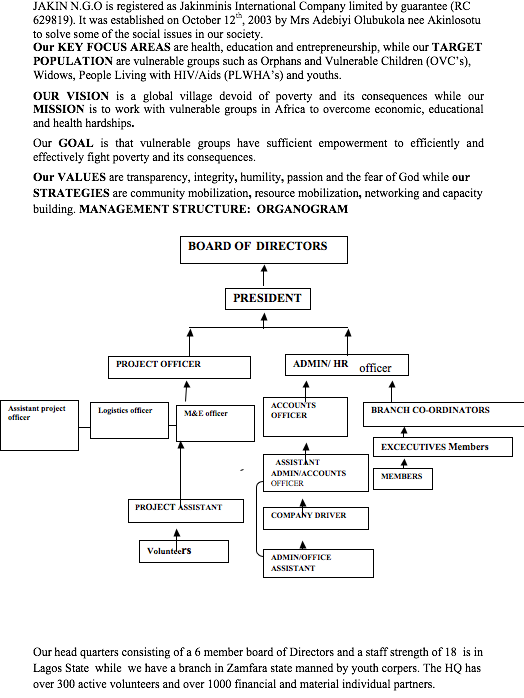 JAKIN N.G.O is registered as Jakinminis International Company limited by guarantee (RC
629819). It was established on October 12th, 2003 by Mrs Adebiyi Olubukola nee Akinlosotu
to solve some of the social issues in our society.
Our KEY FOCUS AREAS are health, education and entrepreneurship, while our TARGET
POPULATION are vulnerable groups such as Orphans and Vulnerable Children (OVC's),
Widows, People Living with HIV/Aids (PLWHA's) and youths.
OUR VISION is a global village devoid of poverty and its consequences while our
MISSION is to work with vulnerable groups in Africa to overcome economic, educational
and health hardships.
Our GOAL is that vulnerable groups have sufficient empowerment to efficiently and
effectively fight poverty and its consequences.
Our VALUES are transparency, integrity, humility, passion and the fear of God while our
STRATEGIES are community mobilization, resource mobilization, networking and capacity
building. MANAGEMENT STRUCTURE: ORGANOGRAM
BOARD OF DIRECTORS
PRESIDENT
PROJECT OFFICER
ADMIN/ HR officer
Assistant project
officer
Logistics officer
M&E officer
ACCOUNTS
OFFICER
BRANCH CO-ORDINATORS
EXCECUTIVES Members
ASSISTANT
ADMIN/ACCOUNTS
OFFICER
MEMBERS
PROJECT ASSISTANT
COMPANY DRIVER
Volunteers
ADMIN/OFFICE
ASSISTANT
Our head quarters consisting of a 6 member board of Directors and a staff strength of 18 is in
Lagos State while we have a branch in Zamfara state manned by youth corpers. The HQ has
over 300 active volunteers and over 1000 financial and material individual partners.